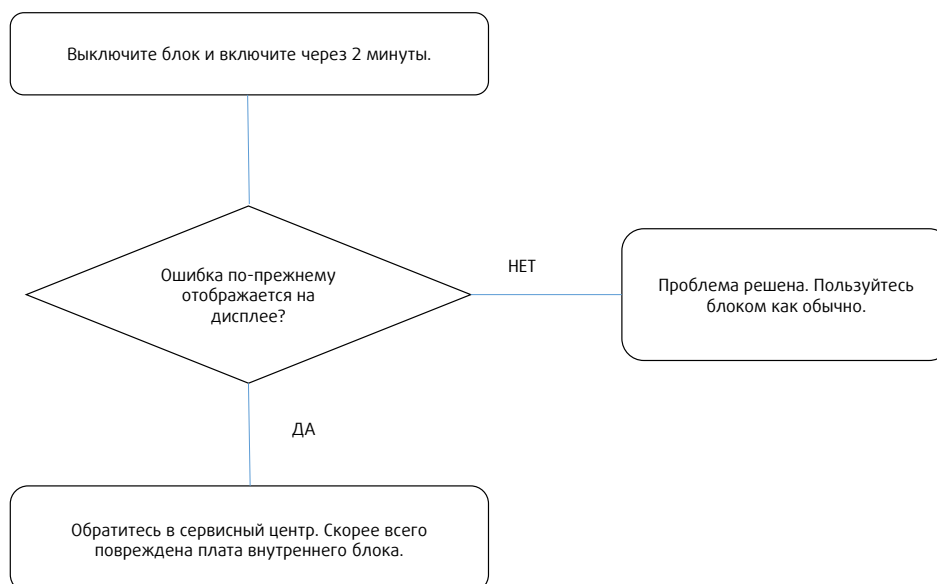 Выключите блок и включите через 2 минуты.
Ошибка по-прежнему
отображается на
дисплее?
НЕТ
Проблема решена. Пользуйтесь
блоком как обычно.
ДА
Обратитесь в сервисный центр. Скорее всего
повреждена плата внутреннего блока.